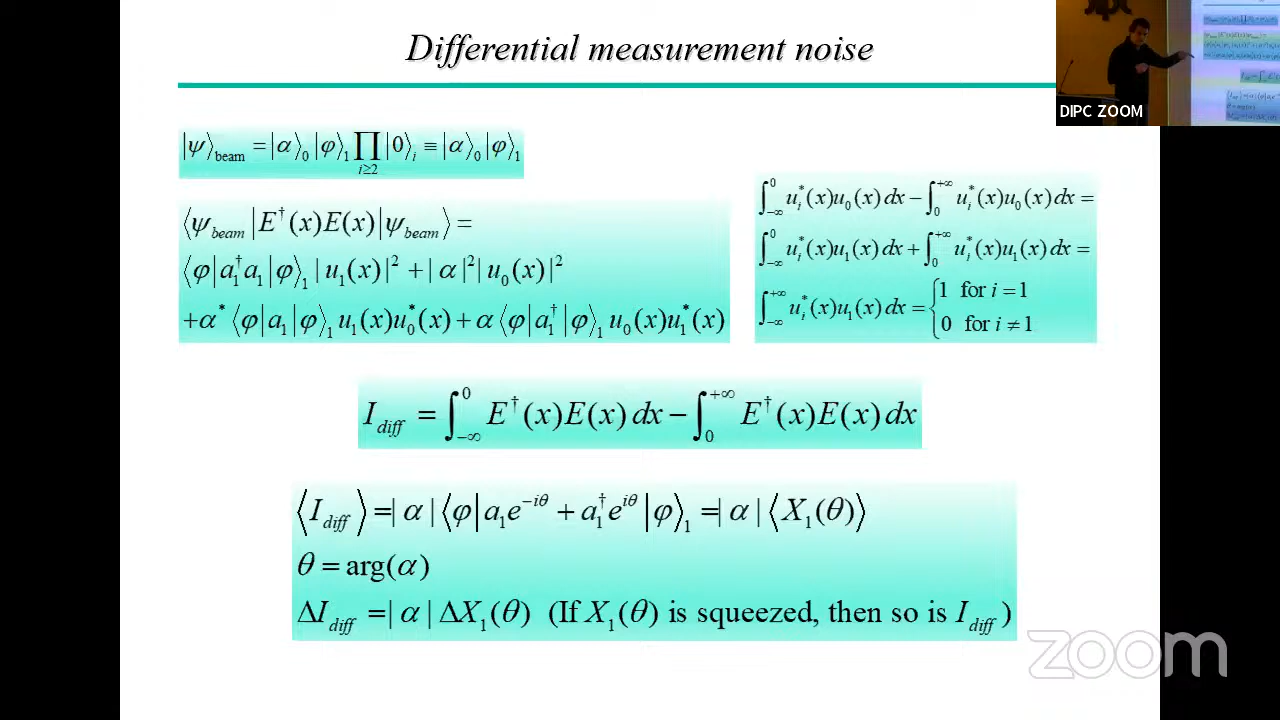 Differential measurement noise
DIPC ZOOM
|ψ⟩_beam = |α⟩_0 |φ⟩_1 ∏_{i≥2} |0⟩_i ≡ |α⟩_0 |φ⟩_1
⟨ψ_beam|E†(x)E(x)|ψ_beam⟩ =
⟨φ|a_1†a_1|φ⟩_1 |u_1(x)|² + |α|² |u_0(x)|²
+α*⟨φ|a_1|φ⟩_1 u_1(x)u_0*(x) + α⟨φ|a_1†|φ⟩_1 u_0(x)u_1*(x)
∫_{-∞}^{0} u_i*(x)u_0(x)dx − ∫_{0}^{+∞} u_i*(x)u_0(x)dx =
∫_{-∞}^{0} u_i*(x)u_1(x)dx + ∫_{0}^{+∞} u_i*(x)u_1(x)dx =
∫_{-∞}^{+∞} u_i*(x)u_1(x)dx = { 1 for i = 1
0 for i ≠ 1
I_diff = ∫_{-∞}^{0} E†(x)E(x)dx − ∫_{0}^{+∞} E†(x)E(x)dx
⟨I_diff⟩ = |α|⟨φ|a_1e^{-iθ} + a_1†e^{iθ}|φ⟩_1 = |α|⟨X_1(θ)⟩
θ = arg(α)
ΔI_diff = |α| ΔX_1(θ) (If X_1(θ) is squeezed, then so is I_diff)
zoom